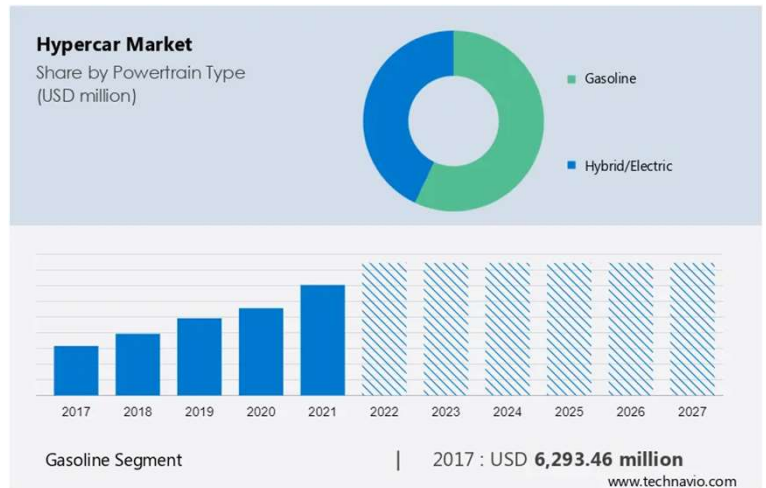 Hypercar Market
Share by Powertrain Type
(USD million)
Gasoline
Hybrid/Electric
2017 2018 2019 2020 2021 2022 2023 2024 2025 2026 2027
Gasoline Segment | 2017 : USD 6,293.46 million
www.technavio.com